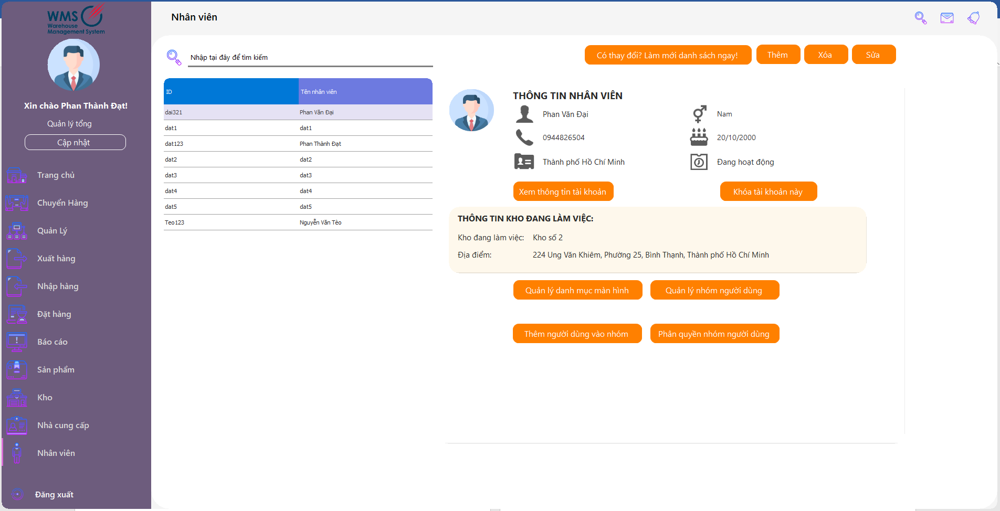 WMS
Warehouse
Management System
Xin chào Phan Thành Đạt!
Quản lý tổng
Cập nhật
Trang chủ
Chuyển Hàng
Quản Lý
Xuất hàng
Nhập hàng
Đặt hàng
Báo cáo
Sản phẩm
Kho
Nhà cung cấp
Nhân viên
Đăng xuất
Nhân viên
Nhập tại đây để tìm kiếm
Có thay đổi? Làm mới danh sách ngay!
Thêm
Xóa
Sửa
ID Tên nhân viên
dai321 Phan Văn Đại
dat1 dat1
dat123 Phan Thành Đạt
dat2 dat2
dat3 dat3
dat4 dat4
dat5 dat5
Teo123 Nguyễn Văn Tèo
THÔNG TIN NHÂN VIÊN
Phan Văn Đại Nam
0944826504 20/10/2000
Thành phố Hồ Chí Minh Đang hoạt động
Xem thông tin tài khoản Khóa tài khoản này
THÔNG TIN KHO ĐANG LÀM VIỆC:
Kho đang làm việc: Kho số 2
Địa điểm: 224 Ung Văn Khiêm, Phường 25, Bình Thạnh, Thành phố Hồ Chí Minh
Quản lý danh mục màn hình Quản lý nhóm người dùng
Thêm người dùng vào nhóm Phân quyền nhóm người dùng